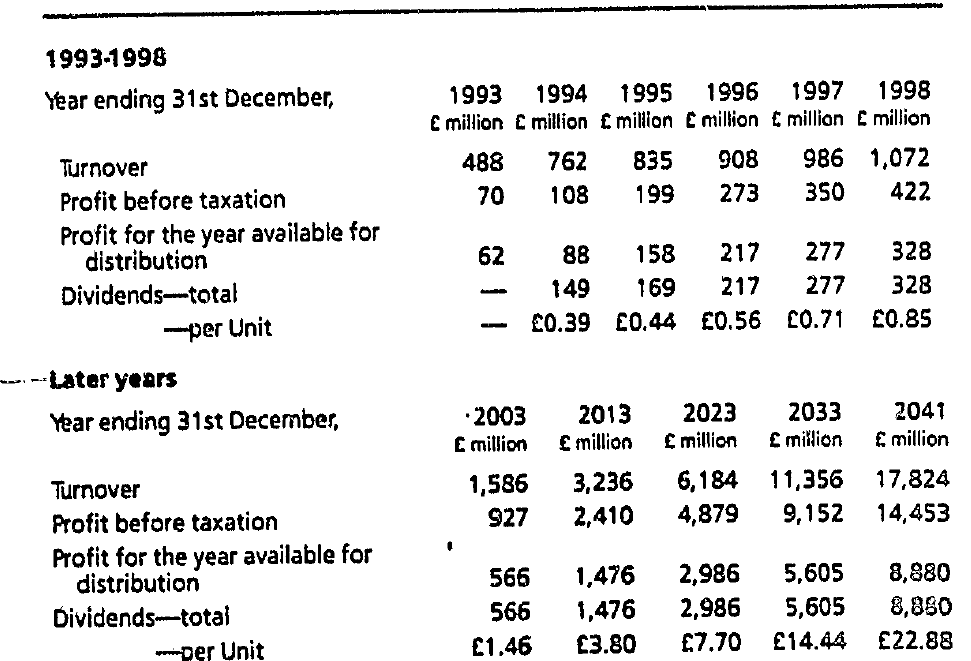 1993-1998
Year ending 31st December, 1993 1994 1995 1996 1997 1998
£ million £ million £ million £ million £ million £ million
Turnover 488 762 835 908 986 1,072
Profit before taxation 70 108 199 273 350 422
Profit for the year available for
distribution 62 88 158 217 277 328
Dividends—total — 149 169 217 277 328
—per Unit — £0.39 £0.44 £0.56 £0.71 £0.85
Later years
Year ending 31st December, 2003 2013 2023 2033 2041
£ million £ million £ million £ million £ million
Turnover 1,586 3,236 6,184 11,356 17,824
Profit before taxation 927 2,410 4,879 9,152 14,453
Profit for the year available for
distribution 566 1,476 2,986 5,605 8,880
Dividends—total 566 1,476 2,986 5,605 8,880
—per Unit £1.46 £3.80 £7.70 £14.44 £22.88